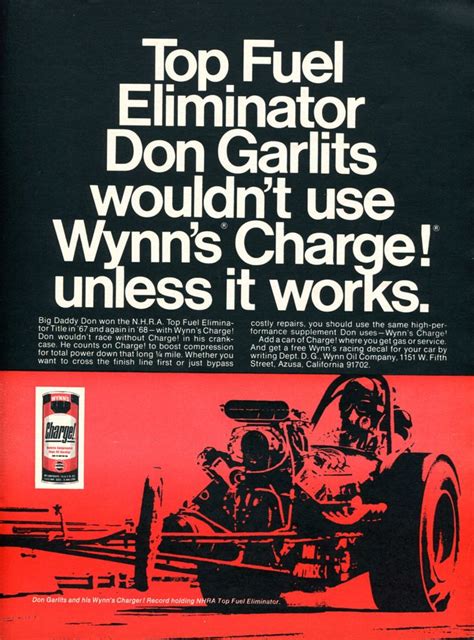 Top Fuel
Eliminator
Don Garlits
wouldn't use
Wynn's® Charge!®
unless it works.
Big Daddy Don won the N.H.R.A. Top Fuel Elimina-
tor Title in '67 and again in '68—with Wynn's Charge!
Don wouldn't race without Charge! in his crank-
case. He counts on Charge! to boost compression
for total power down that long ¼ mile. Whether you
want to cross the finish line first or just bypass
costly repairs, you should use the same high-per-
formance supplement Don uses—Wynn's Charge!
Add a can of Charge! where you get gas or service.
And get a free Wynn's racing decal for your car by
writing Dept. D. G., Wynn Oil Company, 1151 W. Fifth
Street, Azusa, California 91702.
WYNN'S
Charge!
Don Garlits and his Wynn's Charger! Record holding NHRA Top Fuel Eliminator.